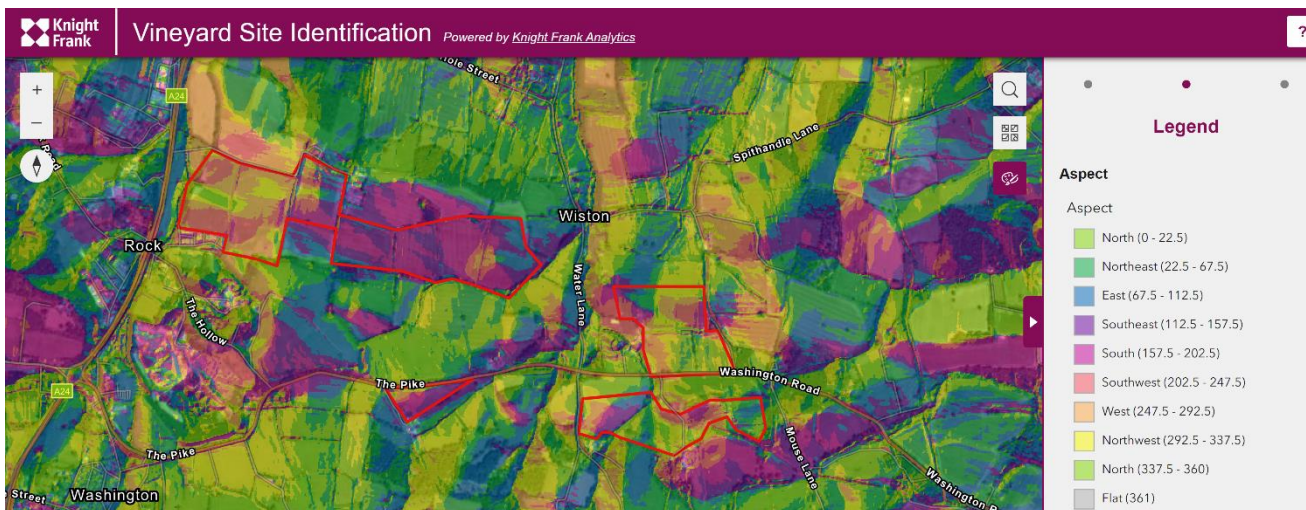 Knight
Frank
Vineyard Site Identification Powered by Knight Frank Analytics
?
+
−
A24
Spithandle Lane
Legend
Aspect
Aspect
North (0 - 22.5)
Northeast (22.5 - 67.5)
East (67.5 - 112.5)
Southeast (112.5 - 157.5)
South (157.5 - 202.5)
Southwest (202.5 - 247.5)
West (247.5 - 292.5)
Northwest (292.5 - 337.5)
North (337.5 - 360)
Flat (361)
Wiston
Rock
Water Lane
The Hollow
The Pike
Washington Road
A24
Mouse Lane
The Pike
Washington
Street